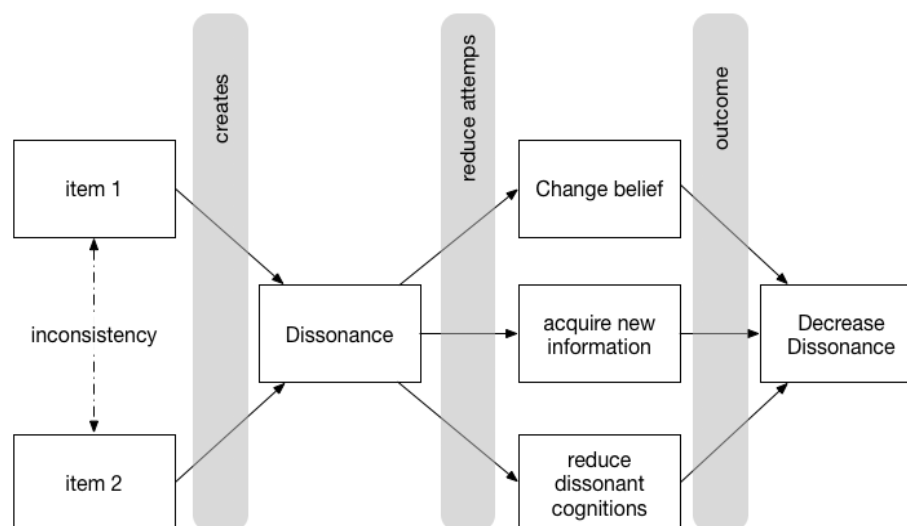 creates
reduce attemps
outcome
item 1
Change belief
inconsistency
Dissonance
acquire new
information
Decrease
Dissonance
item 2
reduce
dissonant
cognitions